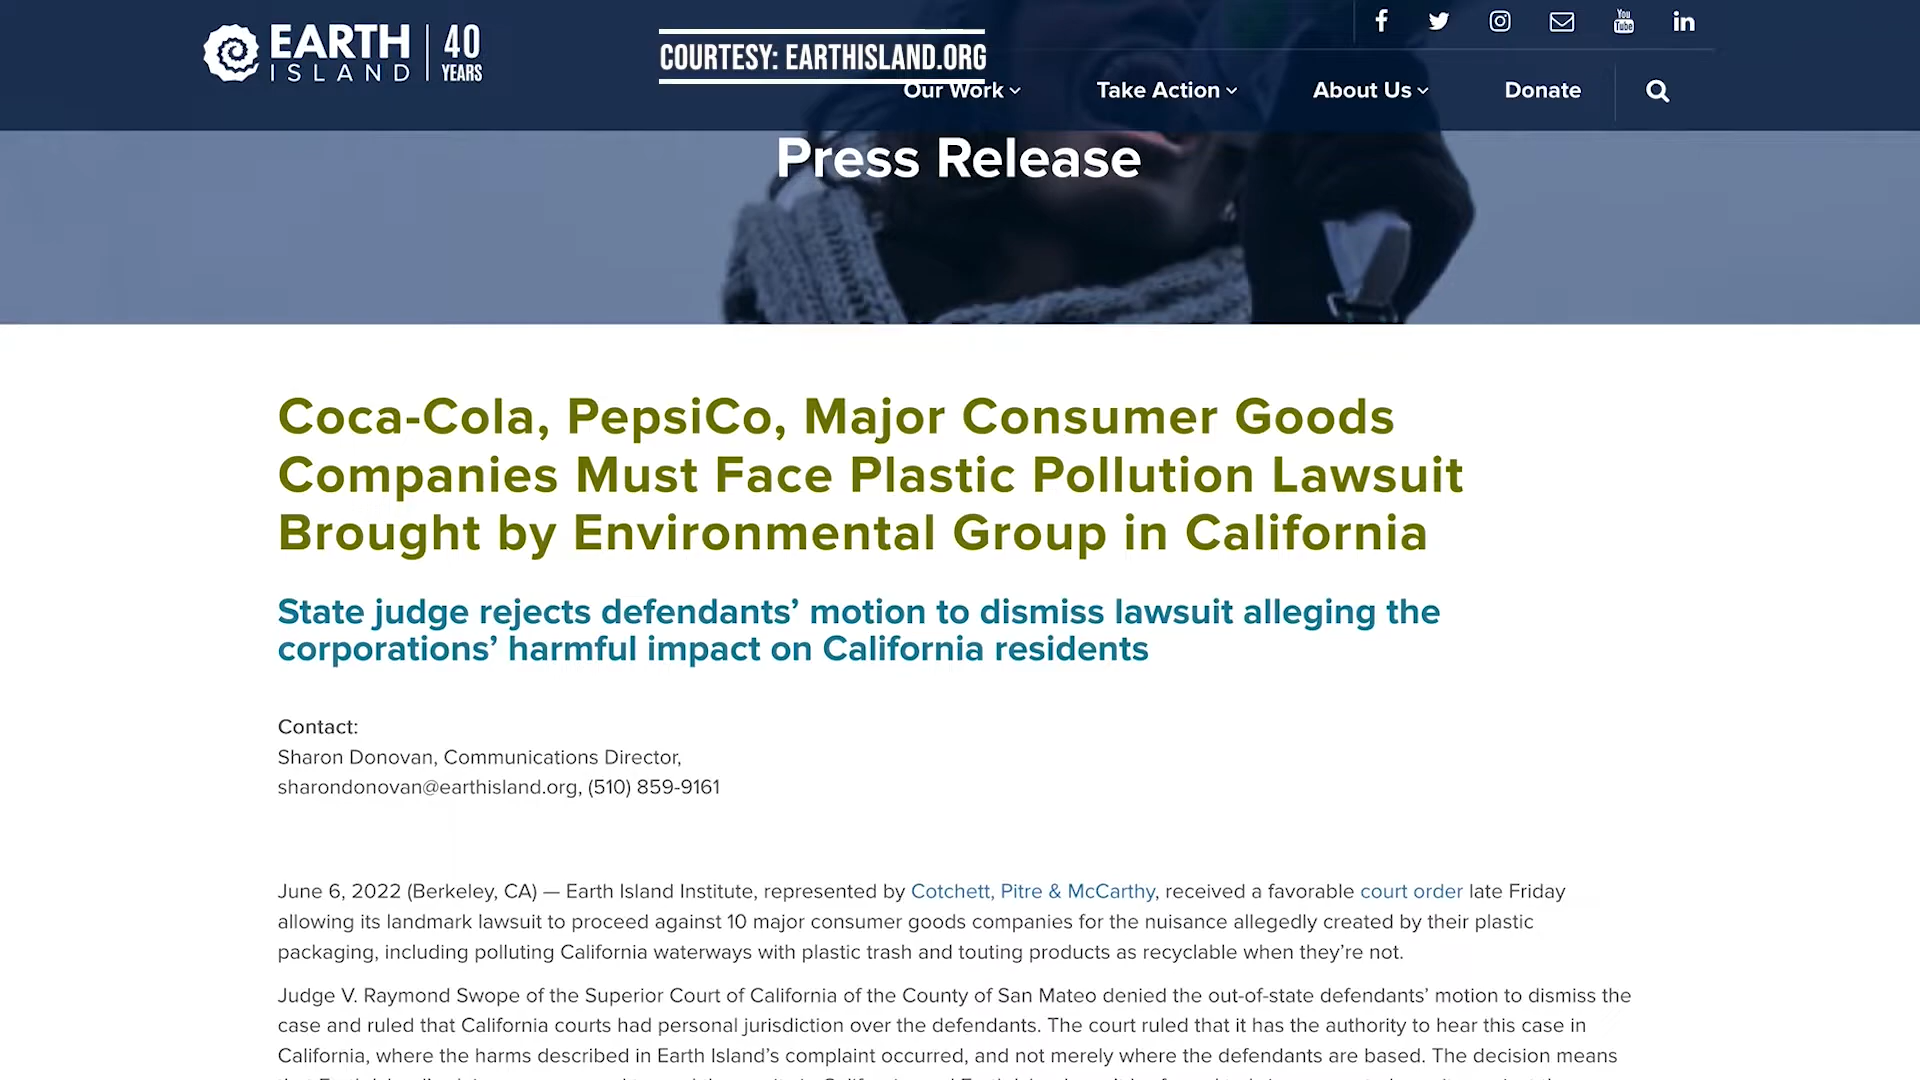 EARTH
ISLAND
40
YEARS
COURTESY: EARTHISLAND.ORG
You
Tube
Our Work
Take Action
About Us
Donate
Press Release
Coca-Cola, PepsiCo, Major Consumer Goods
Companies Must Face Plastic Pollution Lawsuit
Brought by Environmental Group in California
State judge rejects defendants’ motion to dismiss lawsuit alleging the
corporations’ harmful impact on California residents
Contact:
Sharon Donovan, Communications Director,
sharondonovan@earthisland.org, (510) 859-9161
June 6, 2022 (Berkeley, CA) — Earth Island Institute, represented by Cotchett, Pitre & McCarthy, received a favorable court order late Friday
allowing its landmark lawsuit to proceed against 10 major consumer goods companies for the nuisance allegedly created by their plastic
packaging, including polluting California waterways with plastic trash and touting products as recyclable when they’re not.
Judge V. Raymond Swope of the Superior Court of California of the County of San Mateo denied the out-of-state defendants’ motion to dismiss the
case and ruled that California courts had personal jurisdiction over the defendants. The court ruled that it has the authority to hear this case in
California, where the harms described in Earth Island’s complaint occurred, and not merely where the defendants are based. The decision means